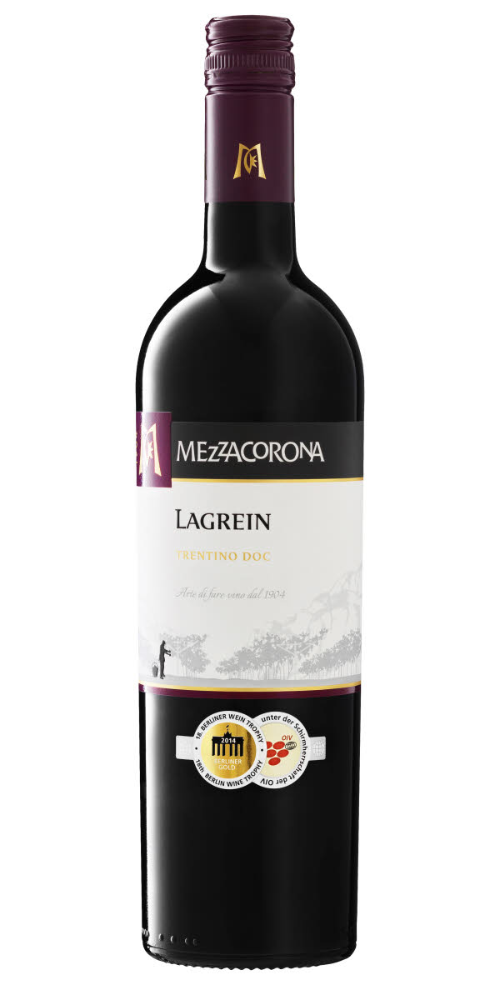 MEZZACORONA
LAGREIN
TRENTINO DOC
Arte di fare vino dal 1904
· 18. BERLINER WEIN TROPHY ·
2014
BERLINER
GOLD
18th BERLIN WINE TROPHY
unter der Schirmherrschaft der OIV
OIV